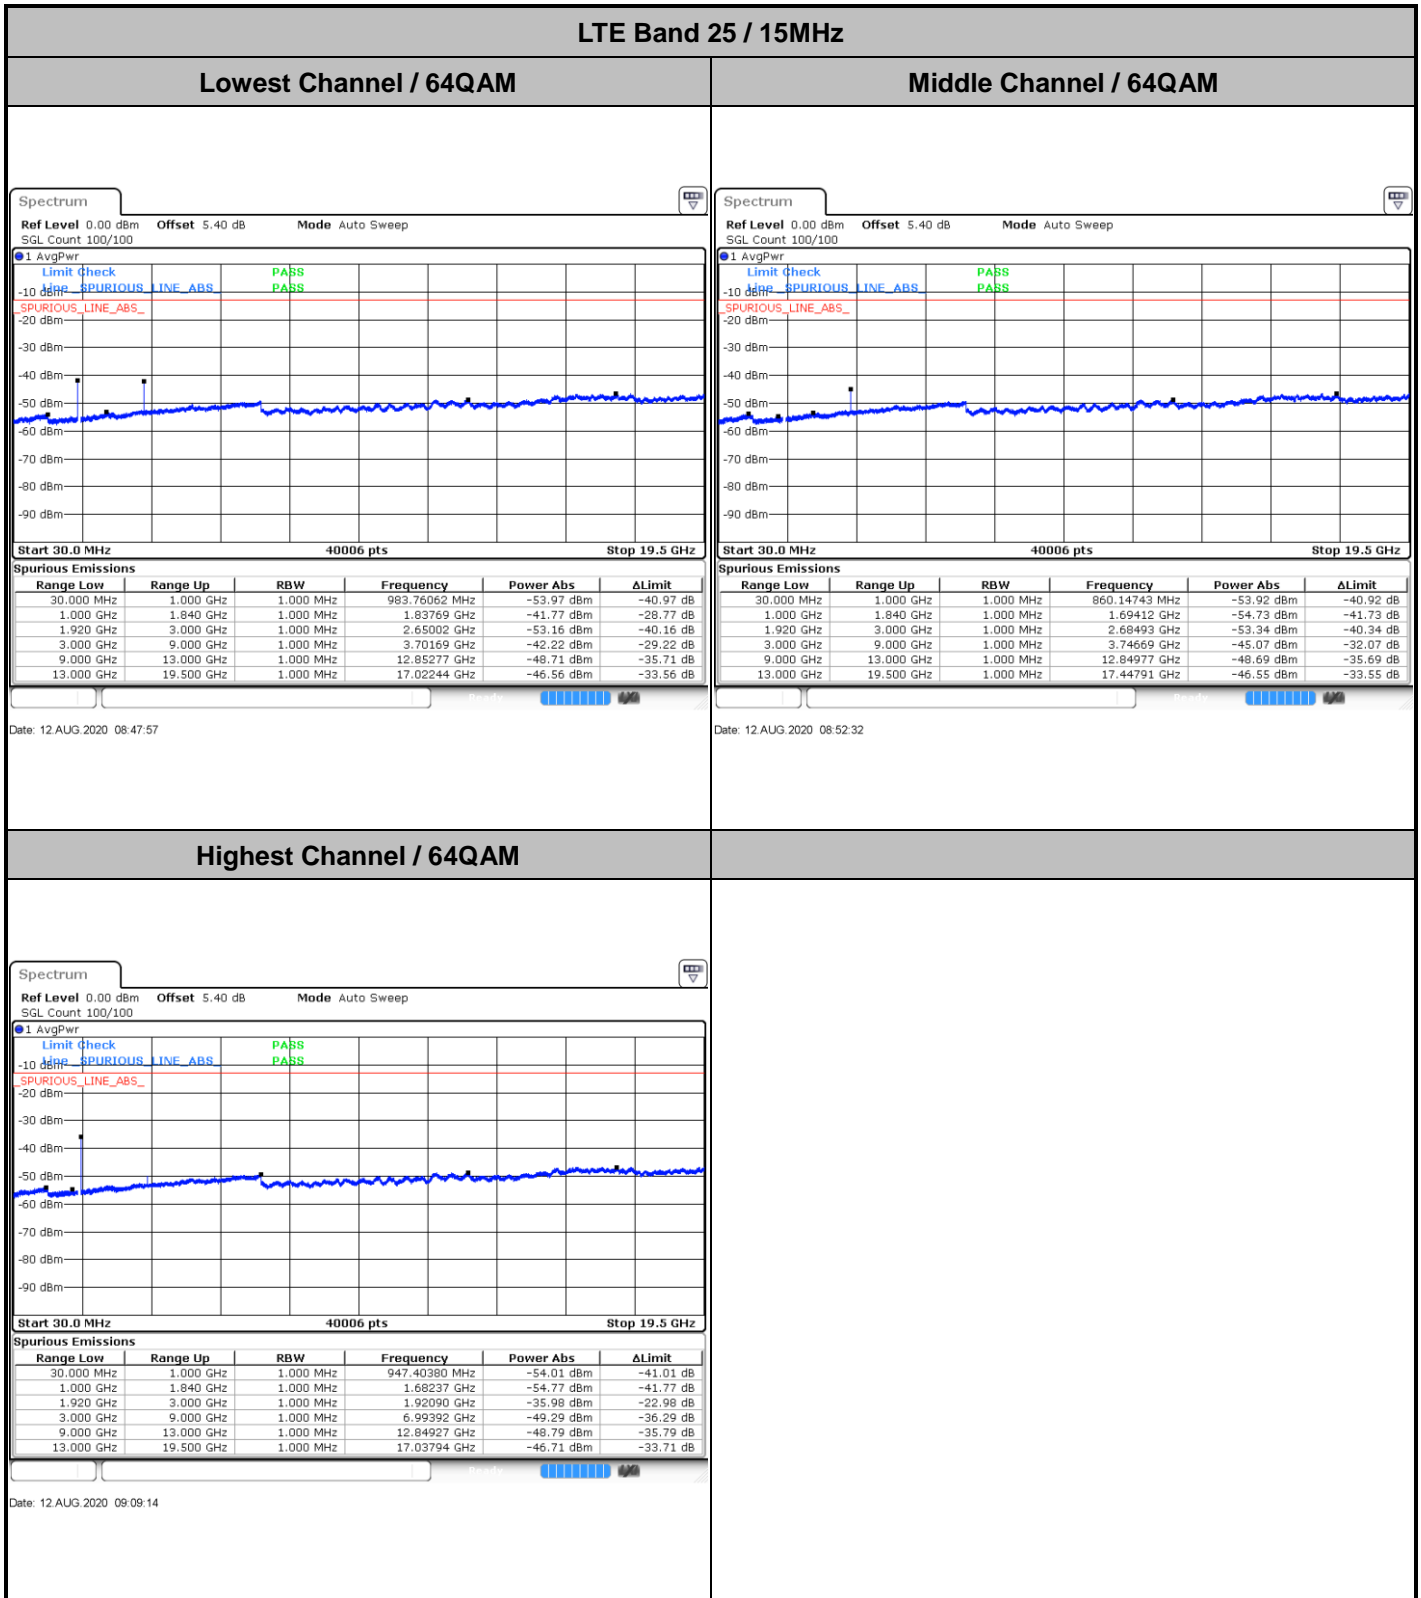 LTE Band 25 / 15MHz
Lowest Channel / 64QAM
Middle Channel / 64QAM
Spectrum
Ref Level 0.00 dBm Offset 5.40 dB Mode Auto Sweep
SGL Count 100/100
1 AvgPwr
Limit Check PASS
Line _SPURIOUS_LINE_ABS_ PASS
-10 dBm
_SPURIOUS_LINE_ABS_
-20 dBm
-30 dBm
-40 dBm
-50 dBm
-60 dBm
-70 dBm
-80 dBm
-90 dBm
Start 30.0 MHz 40006 pts Stop 19.5 GHz
Spurious Emissions
Range Low Range Up RBW Frequency Power Abs ΔLimit
30.000 MHz 1.000 GHz 1.000 MHz 983.76062 MHz -53.97 dBm -40.97 dB
1.000 GHz 1.840 GHz 1.000 MHz 1.83769 GHz -41.77 dBm -28.77 dB
1.920 GHz 3.000 GHz 1.000 MHz 2.65002 GHz -53.16 dBm -40.16 dB
3.000 GHz 9.000 GHz 1.000 MHz 3.70169 GHz -42.22 dBm -29.22 dB
9.000 GHz 13.000 GHz 1.000 MHz 12.85277 GHz -48.71 dBm -35.71 dB
13.000 GHz 19.500 GHz 1.000 MHz 17.02244 GHz -46.56 dBm -33.56 dB
Date: 12.AUG.2020 08:47:57
Spectrum
Ref Level 0.00 dBm Offset 5.40 dB Mode Auto Sweep
SGL Count 100/100
1 AvgPwr
Limit Check PASS
Line _SPURIOUS_LINE_ABS_ PASS
-10 dBm
_SPURIOUS_LINE_ABS_
-20 dBm
-30 dBm
-40 dBm
-50 dBm
-60 dBm
-70 dBm
-80 dBm
-90 dBm
Start 30.0 MHz 40006 pts Stop 19.5 GHz
Spurious Emissions
Range Low Range Up RBW Frequency Power Abs ΔLimit
30.000 MHz 1.000 GHz 1.000 MHz 860.14743 MHz -53.92 dBm -40.92 dB
1.000 GHz 1.840 GHz 1.000 MHz 1.69412 GHz -54.73 dBm -41.73 dB
1.920 GHz 3.000 GHz 1.000 MHz 2.68493 GHz -53.34 dBm -40.34 dB
3.000 GHz 9.000 GHz 1.000 MHz 3.74669 GHz -45.07 dBm -32.07 dB
9.000 GHz 13.000 GHz 1.000 MHz 12.84977 GHz -48.69 dBm -35.69 dB
13.000 GHz 19.500 GHz 1.000 MHz 17.44791 GHz -46.55 dBm -33.55 dB
Date: 12.AUG.2020 08:52:32
Highest Channel / 64QAM
Spectrum
Ref Level 0.00 dBm Offset 5.40 dB Mode Auto Sweep
SGL Count 100/100
1 AvgPwr
Limit Check PASS
Line _SPURIOUS_LINE_ABS_ PASS
-10 dBm
_SPURIOUS_LINE_ABS_
-20 dBm
-30 dBm
-40 dBm
-50 dBm
-60 dBm
-70 dBm
-80 dBm
-90 dBm
Start 30.0 MHz 40006 pts Stop 19.5 GHz
Spurious Emissions
Range Low Range Up RBW Frequency Power Abs ΔLimit
30.000 MHz 1.000 GHz 1.000 MHz 947.40380 MHz -54.01 dBm -41.01 dB
1.000 GHz 1.840 GHz 1.000 MHz 1.68237 GHz -54.77 dBm -41.77 dB
1.920 GHz 3.000 GHz 1.000 MHz 1.92090 GHz -35.98 dBm -22.98 dB
3.000 GHz 9.000 GHz 1.000 MHz 6.99392 GHz -49.29 dBm -36.29 dB
9.000 GHz 13.000 GHz 1.000 MHz 12.84927 GHz -48.79 dBm -35.79 dB
13.000 GHz 19.500 GHz 1.000 MHz 17.03794 GHz -46.71 dBm -33.71 dB
Date: 12.AUG.2020 09:09:14